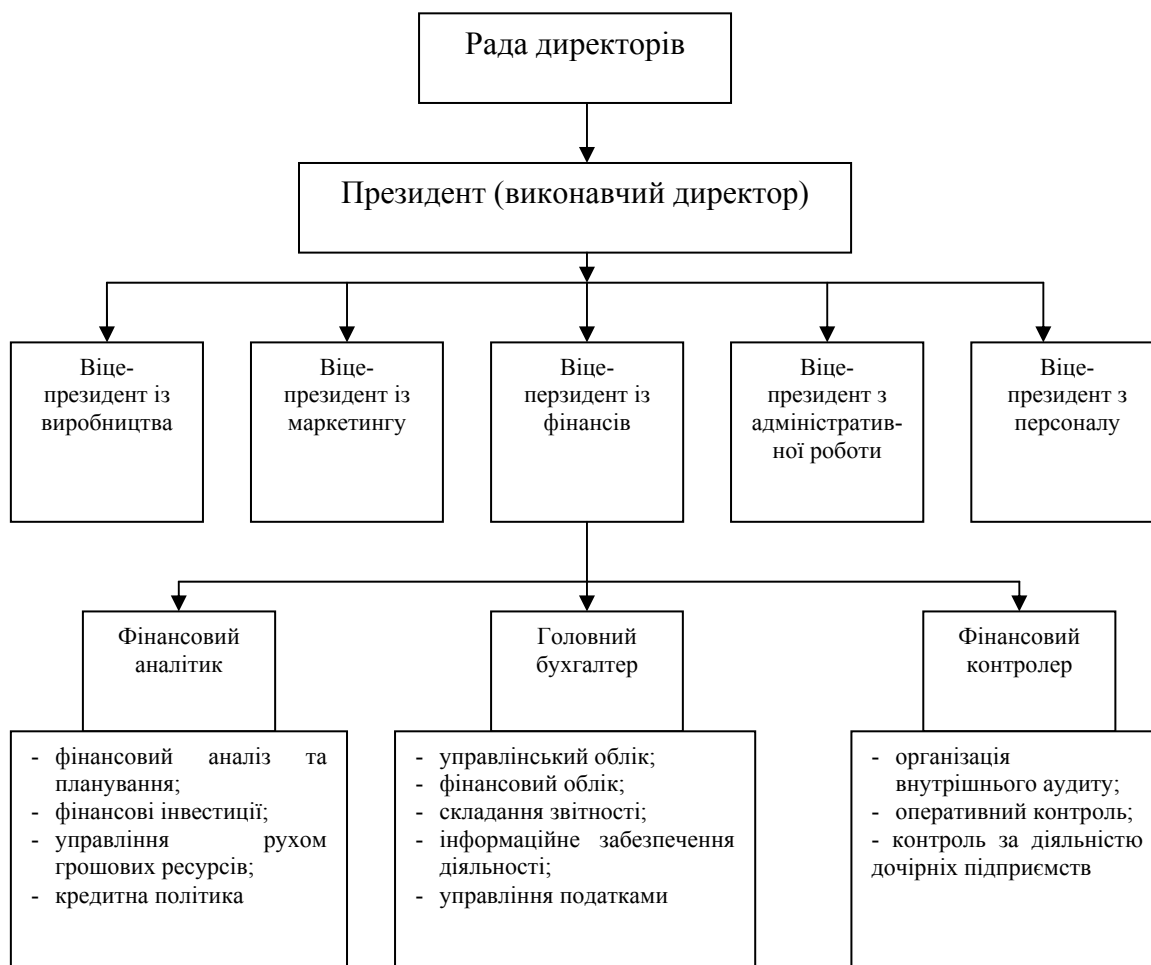 Рада директорів
Президент (виконавчий директор)
Віце-
президент із
виробництва
Віце-
президент із
маркетингу
Віце-
перзидент із
фінансів
Віце-
президент з
адміністратив-
ної роботи
Віце-
президент з
персоналу
Фінансовий
аналітик
- фінансовий аналіз та
планування;
- фінансові інвестиції;
- управління рухом
грошових ресурсів;
- кредитна політика
Головний
бухгалтер
- управлінський облік;
- фінансовий облік;
- складання звітності;
- інформаційне забезпечення
діяльності;
- управління податками
Фінансовий
контролер
- організація
внутрішнього аудиту;
- оперативний контроль;
- контроль за діяльністю
дочірніх підприємств